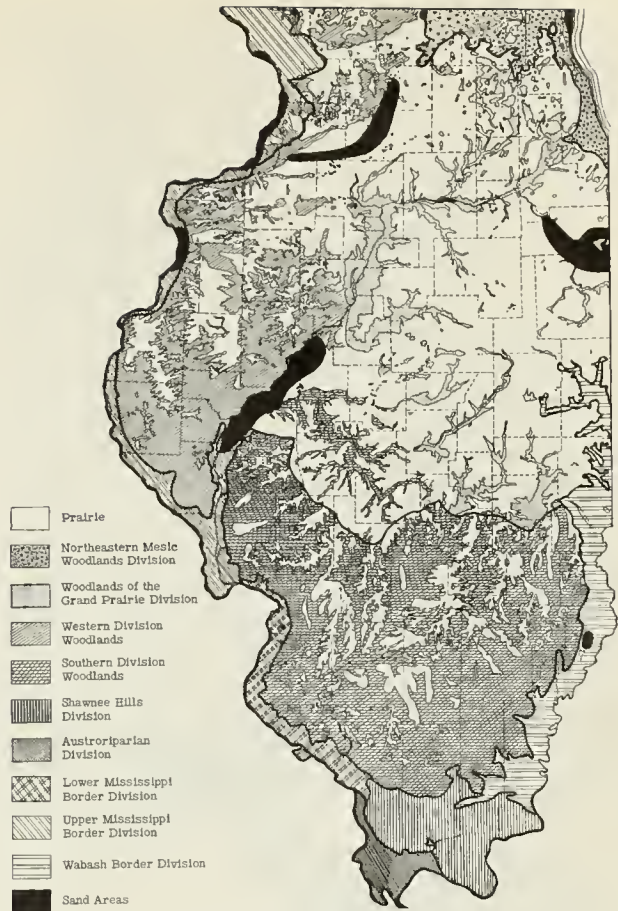 Prairie
Northeastern Mesic
Woodlands Division
Woodlands of the
Grand Prairie Division
Western Division
Woodlands
Southern Division
Woodlands
Shawnee Hills
Division
Austroriparian
Division
Lower Mississippi
Border Division
Upper Mississippi
Border Division
Wabash Border Division
Sand Areas